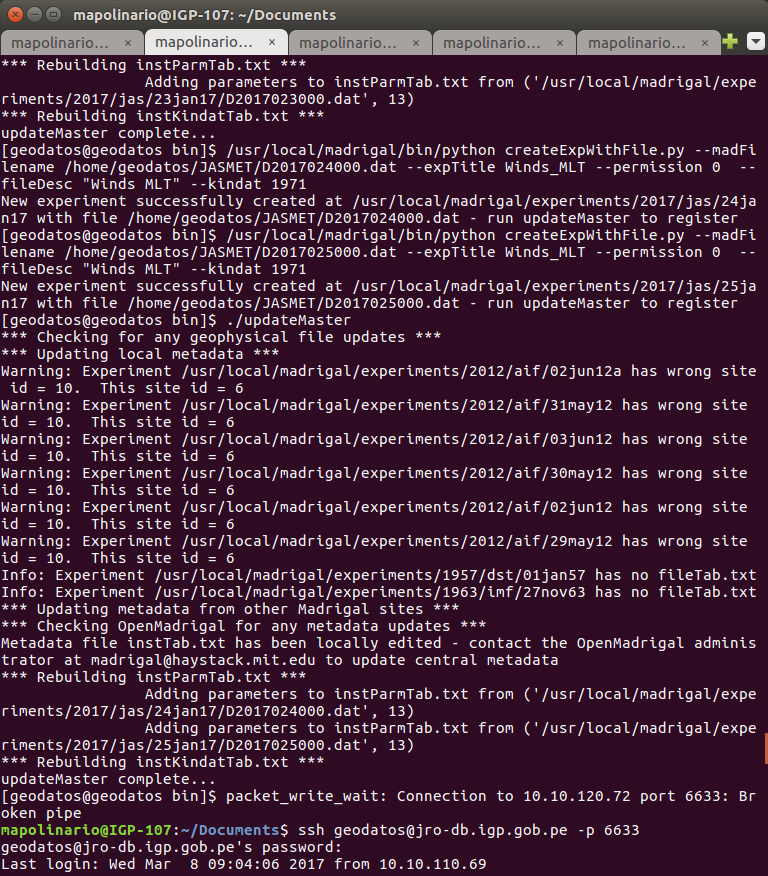 mapolinario@IGP-107: ~/Documents
mapolinario… × mapolinario… × mapolinario… × mapolinario… × mapolinario… ×
*** Rebuilding instParmTab.txt ***
                Adding parameters to instParmTab.txt from ('/usr/local/madrigal/expe
riments/2017/jas/23jan17/D2017023000.dat', 13)
*** Rebuilding instKindatTab.txt ***
updateMaster complete...
[geodatos@geodatos bin]$ /usr/local/madrigal/bin/python createExpWithFile.py --madFi
lename /home/geodatos/JASMET/D2017024000.dat --expTitle Winds_MLT --permission 0  --
fileDesc "Winds MLT" --kindat 1971
New experiment successfully created at /usr/local/madrigal/experiments/2017/jas/24ja
n17 with file /home/geodatos/JASMET/D2017024000.dat - run updateMaster to register
[geodatos@geodatos bin]$ /usr/local/madrigal/bin/python createExpWithFile.py --madFi
lename /home/geodatos/JASMET/D2017025000.dat --expTitle Winds_MLT --permission 0  --
fileDesc "Winds MLT" --kindat 1971
New experiment successfully created at /usr/local/madrigal/experiments/2017/jas/25ja
n17 with file /home/geodatos/JASMET/D2017025000.dat - run updateMaster to register
[geodatos@geodatos bin]$ ./updateMaster
*** Checking for any geophysical file updates ***
*** Updating local metadata ***
Warning: Experiment /usr/local/madrigal/experiments/2012/aif/02jun12a has wrong site
 id = 10.  This site id = 6
Warning: Experiment /usr/local/madrigal/experiments/2012/aif/31may12 has wrong site
id = 10.  This site id = 6
Warning: Experiment /usr/local/madrigal/experiments/2012/aif/03jun12 has wrong site
id = 10.  This site id = 6
Warning: Experiment /usr/local/madrigal/experiments/2012/aif/30may12 has wrong site
id = 10.  This site id = 6
Warning: Experiment /usr/local/madrigal/experiments/2012/aif/02jun12 has wrong site
id = 10.  This site id = 6
Warning: Experiment /usr/local/madrigal/experiments/2012/aif/29may12 has wrong site
id = 10.  This site id = 6
Info: Experiment /usr/local/madrigal/experiments/1957/dst/01jan57 has no fileTab.txt
Info: Experiment /usr/local/madrigal/experiments/1963/imf/27nov63 has no fileTab.txt
*** Updating metadata from other Madrigal sites ***
*** Checking OpenMadrigal for any metadata updates ***
Metadata file instTab.txt has been locally edited - contact the OpenMadrigal adminis
trator at madrigal@haystack.mit.edu to update central metadata
*** Rebuilding instParmTab.txt ***
                Adding parameters to instParmTab.txt from ('/usr/local/madrigal/expe
riments/2017/jas/24jan17/D2017024000.dat', 13)
                Adding parameters to instParmTab.txt from ('/usr/local/madrigal/expe
riments/2017/jas/25jan17/D2017025000.dat', 13)
*** Rebuilding instKindatTab.txt ***
updateMaster complete...
[geodatos@geodatos bin]$ packet_write_wait: Connection to 10.10.120.72 port 6633: Br
oken pipe
mapolinario@IGP-107:~/Documents$ ssh geodatos@jro-db.igp.gob.pe -p 6633
geodatos@jro-db.igp.gob.pe's password:
Last login: Wed Mar  8 09:04:06 2017 from 10.10.110.69